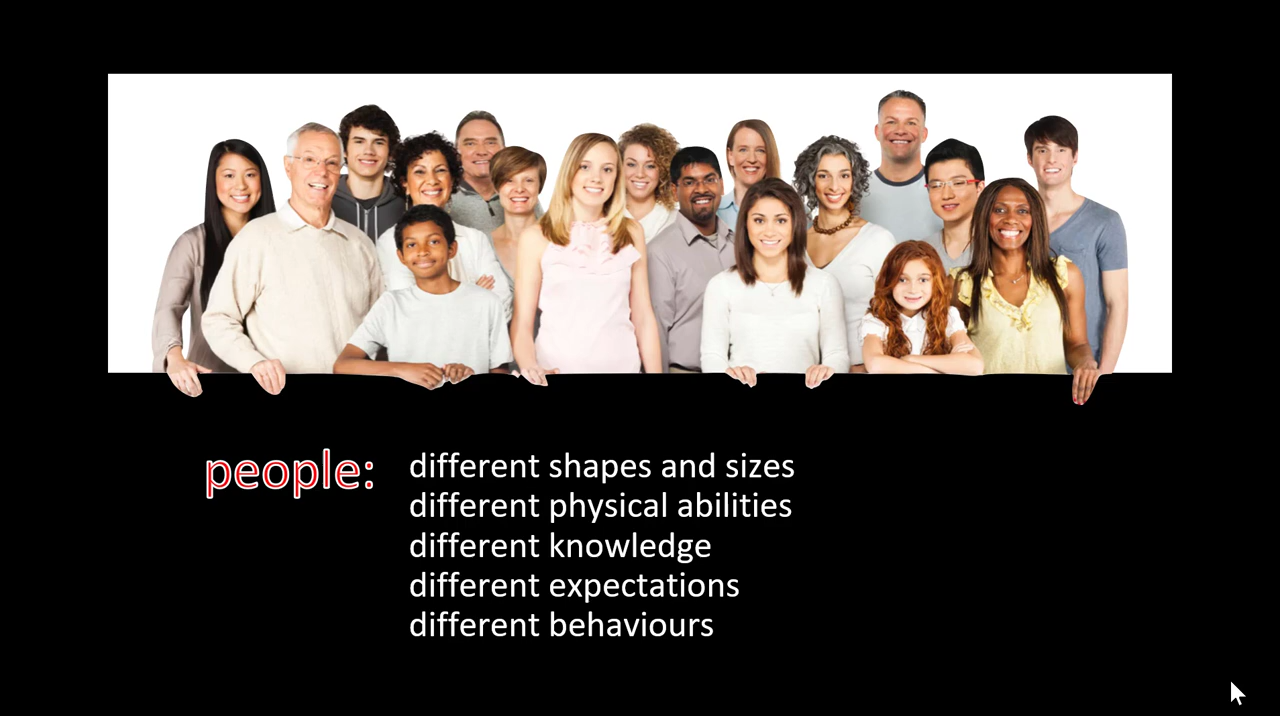 people:
different shapes and sizes
different physical abilities
different knowledge
different expectations
different behaviours